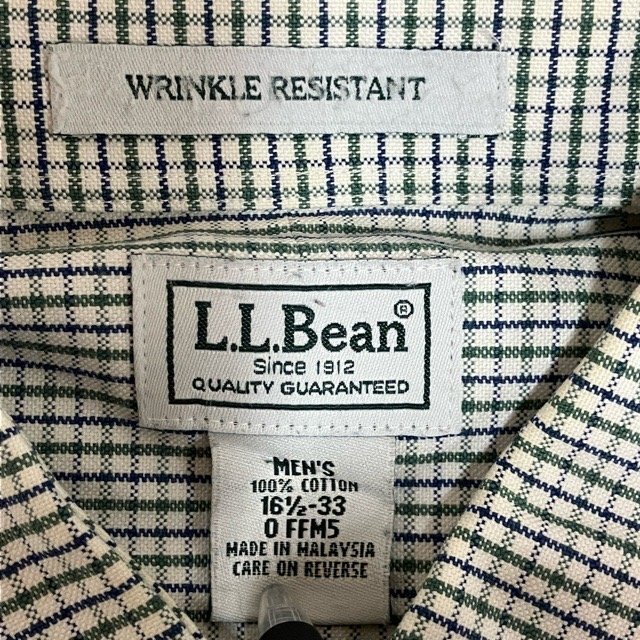 WRINKLE RESISTANT
L.L.Bean®
Since 1912
QUALITY GUARANTEED
MEN'S
100% COTTON
16½-33
0 FFM5
MADE IN MALAYSIA
CARE ON REVERSE